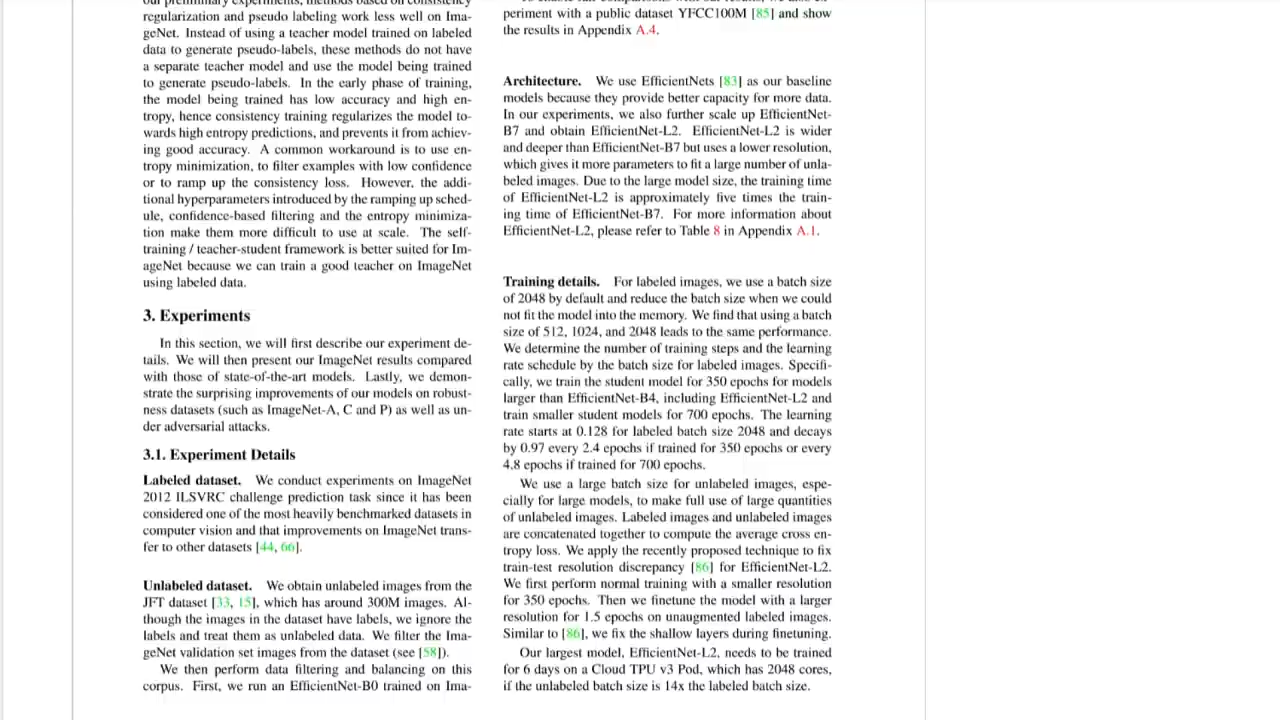 our preliminary experiments, methods based on consistency
regularization and pseudo labeling work less well on Ima-
geNet. Instead of using a teacher model trained on labeled
data to generate pseudo-labels, these methods do not have
a separate teacher model and use the model being trained
to generate pseudo-labels. In the early phase of training,
the model being trained has low accuracy and high en-
tropy, hence consistency training regularizes the model to-
wards high entropy predictions, and prevents it from achiev-
ing good accuracy. A common workaround is to use en-
tropy minimization, to filter examples with low confidence
or to ramp up the consistency loss. However, the addi-
tional hyperparameters introduced by the ramping up sched-
ule, confidence-based filtering and the entropy minimiza-
tion make them more difficult to use at scale. The self-
training / teacher-student framework is better suited for Im-
ageNet because we can train a good teacher on ImageNet
using labeled data.
3. Experiments
In this section, we will first describe our experiment de-
tails. We will then present our ImageNet results compared
with those of state-of-the-art models. Lastly, we demon-
strate the surprising improvements of our models on robust-
ness datasets (such as ImageNet-A, C and P) as well as un-
der adversarial attacks.
3.1. Experiment Details
Labeled dataset. We conduct experiments on ImageNet
2012 ILSVRC challenge prediction task since it has been
considered one of the most heavily benchmarked datasets in
computer vision and that improvements on ImageNet trans-
fer to other datasets [44, 66].
Unlabeled dataset. We obtain unlabeled images from the
JFT dataset [33, 15], which has around 300M images. Al-
though the images in the dataset have labels, we ignore the
labels and treat them as unlabeled data. We filter the Ima-
geNet validation set images from the dataset (see [58]).
We then perform data filtering and balancing on this
corpus. First, we run an EfficientNet-B0 trained on Ima-
periment with a public dataset YFCC100M [85] and show
the results in Appendix A.4.
Architecture. We use EfficientNets [83] as our baseline
models because they provide better capacity for more data.
In our experiments, we also further scale up EfficientNet-
B7 and obtain EfficientNet-L2. EfficientNet-L2 is wider
and deeper than EfficientNet-B7 but uses a lower resolution,
which gives it more parameters to fit a large number of unla-
beled images. Due to the large model size, the training time
of EfficientNet-L2 is approximately five times the train-
ing time of EfficientNet-B7. For more information about
EfficientNet-L2, please refer to Table 8 in Appendix A.1.
Training details. For labeled images, we use a batch size
of 2048 by default and reduce the batch size when we could
not fit the model into the memory. We find that using a batch
size of 512, 1024, and 2048 leads to the same performance.
We determine the number of training steps and the learning
rate schedule by the batch size for labeled images. Specifi-
cally, we train the student model for 350 epochs for models
larger than EfficientNet-B4, including EfficientNet-L2 and
train smaller student models for 700 epochs. The learning
rate starts at 0.128 for labeled batch size 2048 and decays
by 0.97 every 2.4 epochs if trained for 350 epochs or every
4.8 epochs if trained for 700 epochs.
We use a large batch size for unlabeled images, espe-
cially for large models, to make full use of large quantities
of unlabeled images. Labeled images and unlabeled images
are concatenated together to compute the average cross en-
tropy loss. We apply the recently proposed technique to fix
train-test resolution discrepancy [86] for EfficientNet-L2.
We first perform normal training with a smaller resolution
for 350 epochs. Then we finetune the model with a larger
resolution for 1.5 epochs on unaugmented labeled images.
Similar to [86], we fix the shallow layers during finetuning.
Our largest model, EfficientNet-L2, needs to be trained
for 6 days on a Cloud TPU v3 Pod, which has 2048 cores,
if the unlabeled batch size is 14x the labeled batch size.